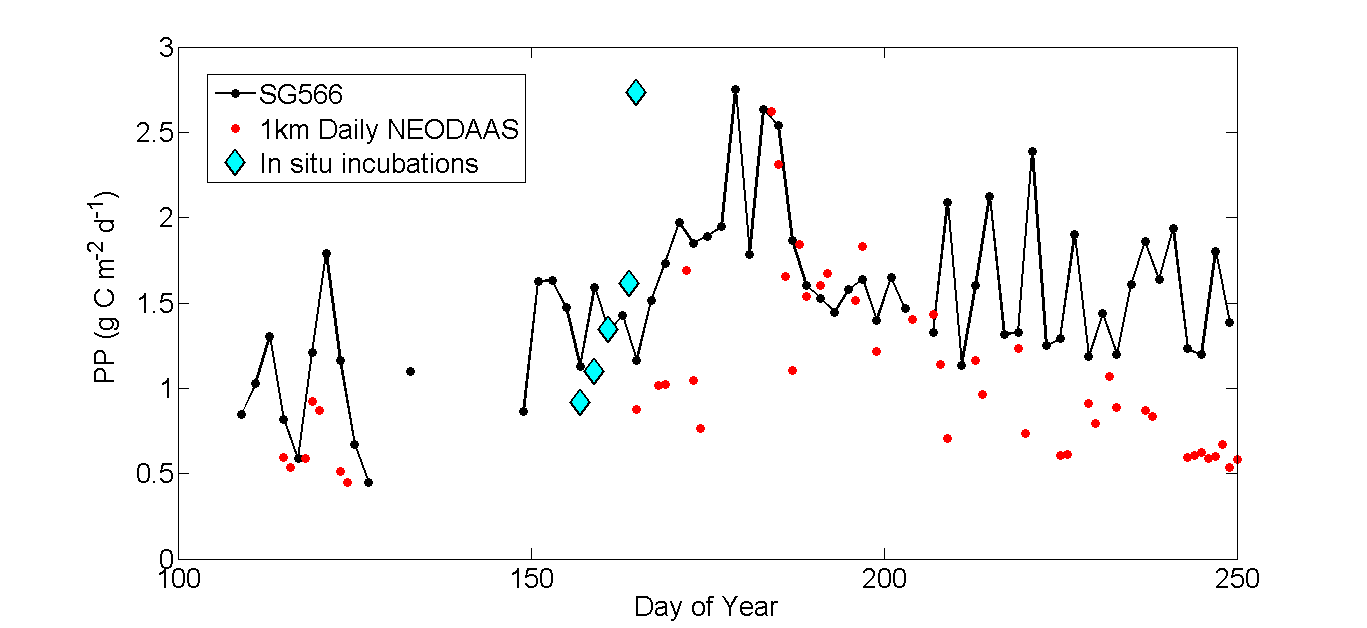 3
2.5
2
1.5
1
0.5
0
PP (g C m-2 d-1)
SG566
1km Daily NEODAAS
In situ incubations
100
150
200
250
Day of Year